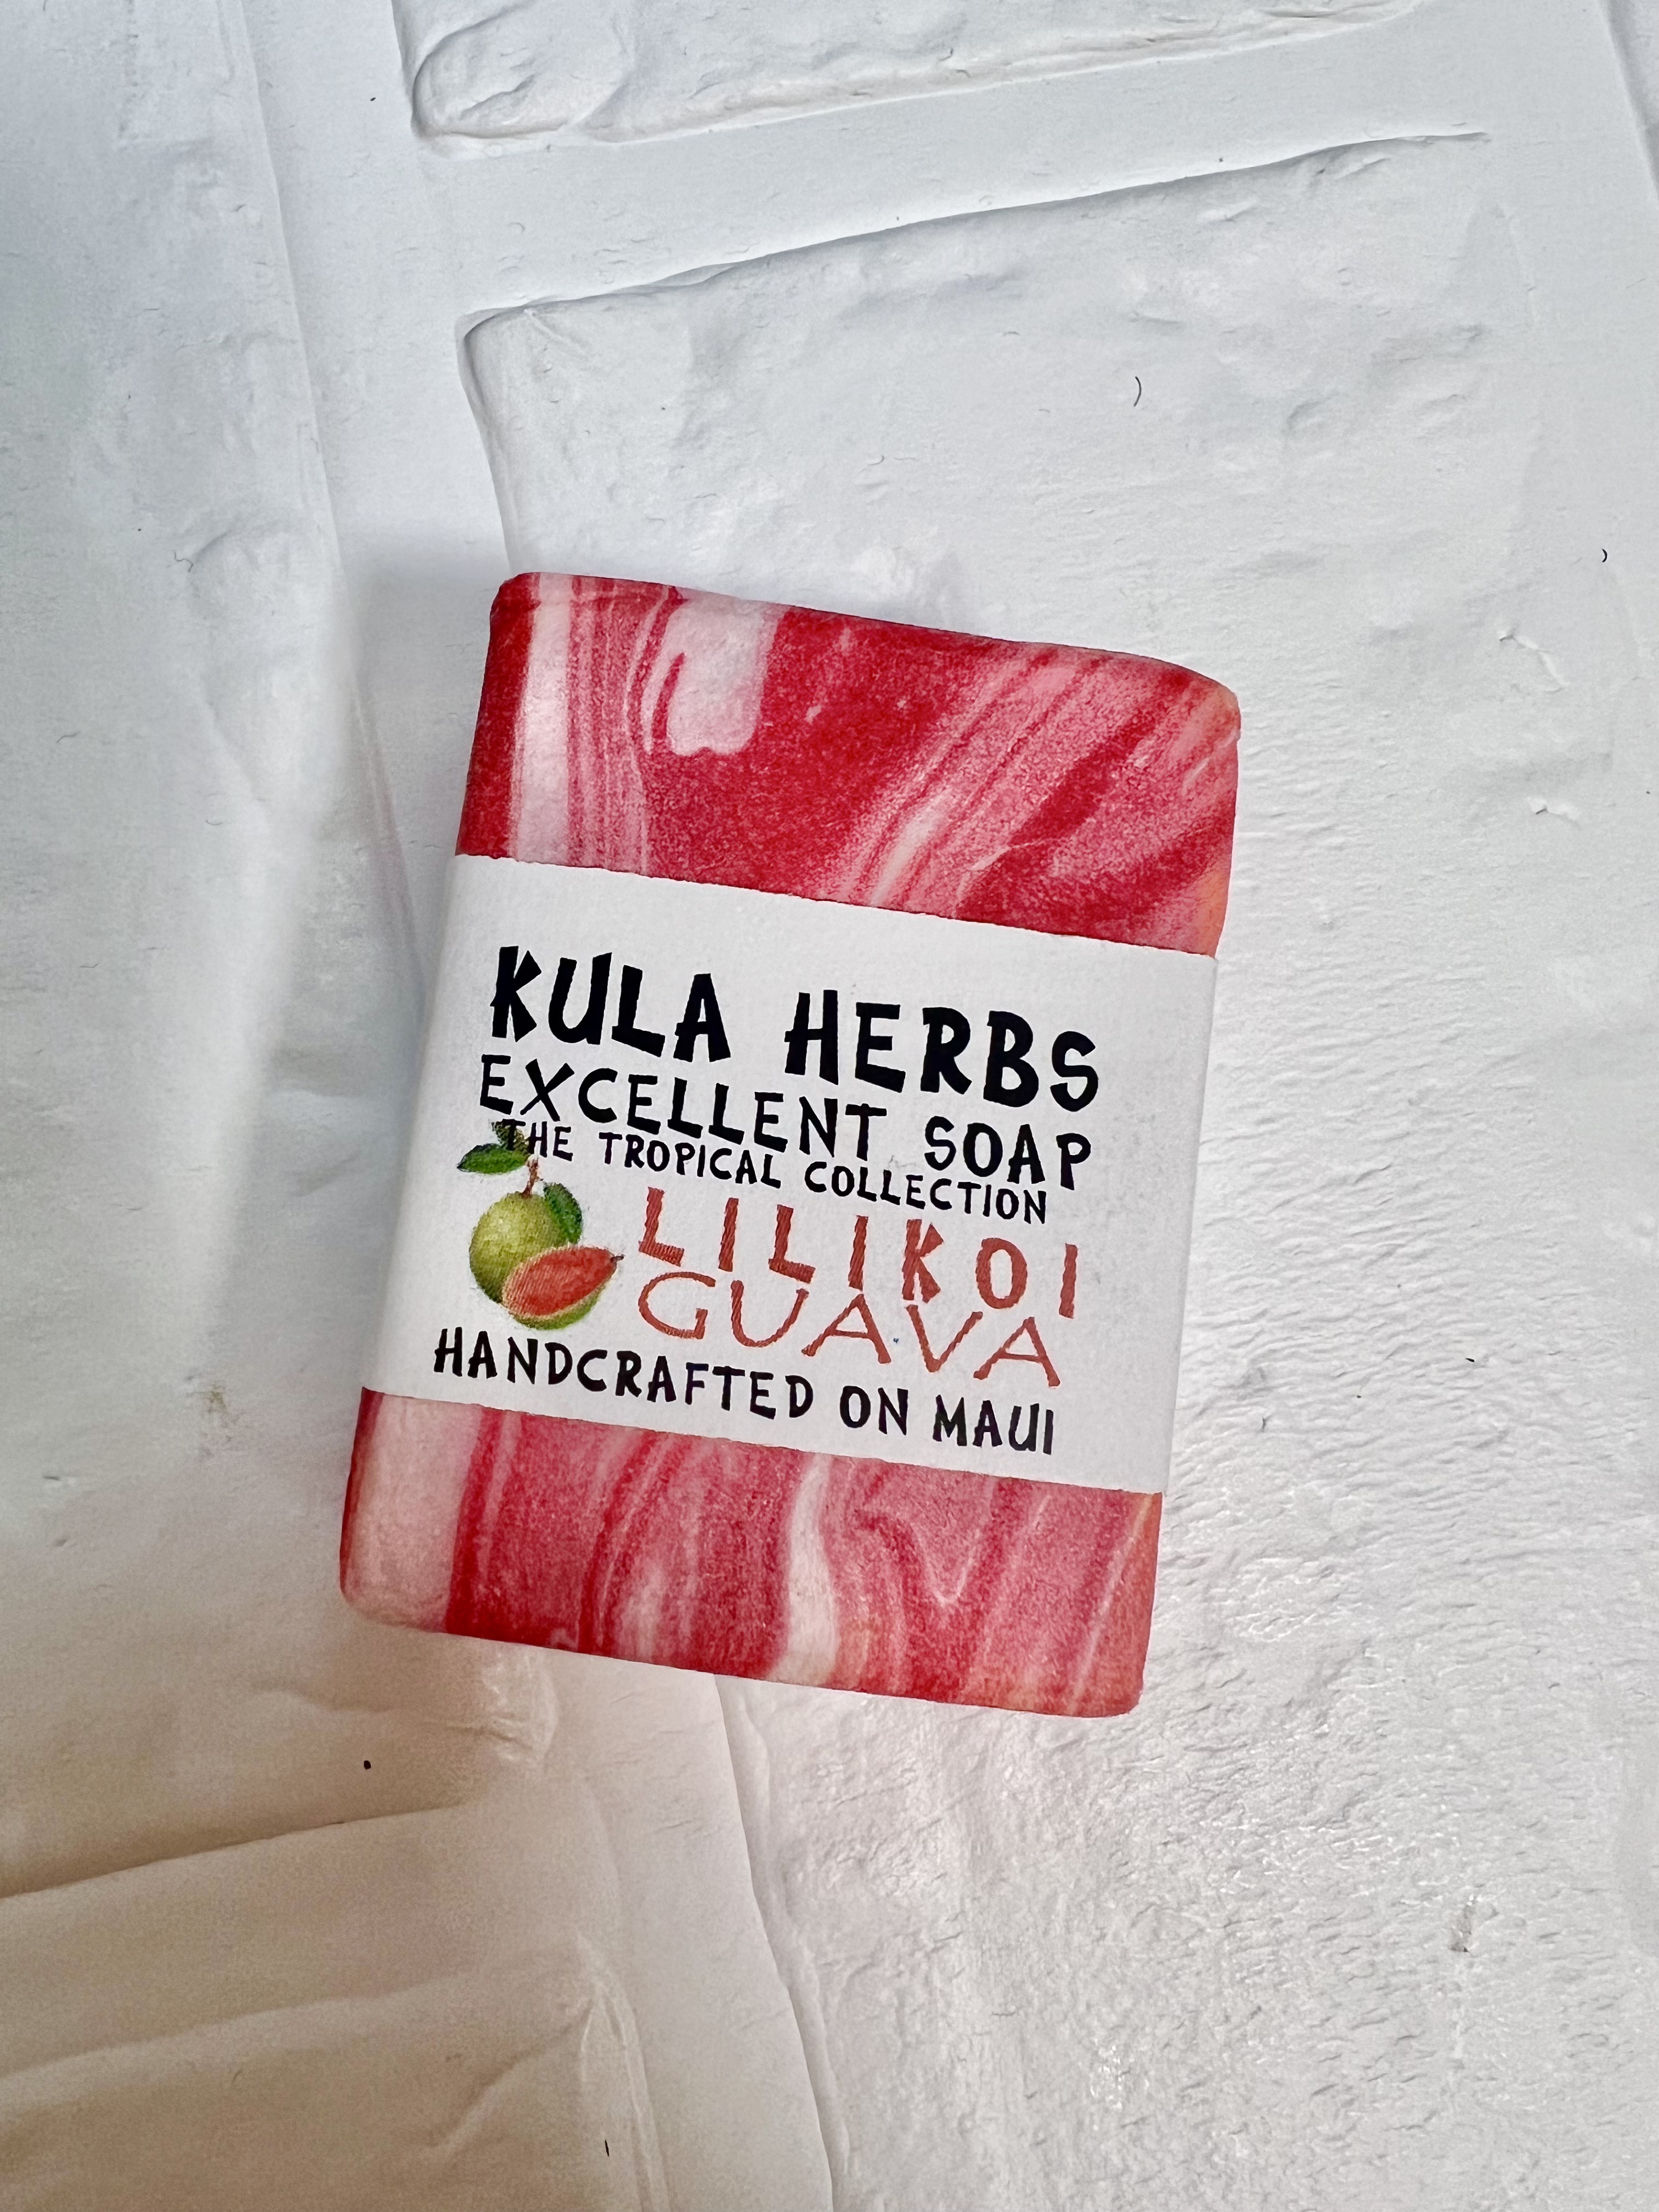 KULA HERBS
EXCELLENT SOAP
THE TROPICAL COLLECTION
LILIKOI
GUAVA
HANDCRAFTED ON MAUI